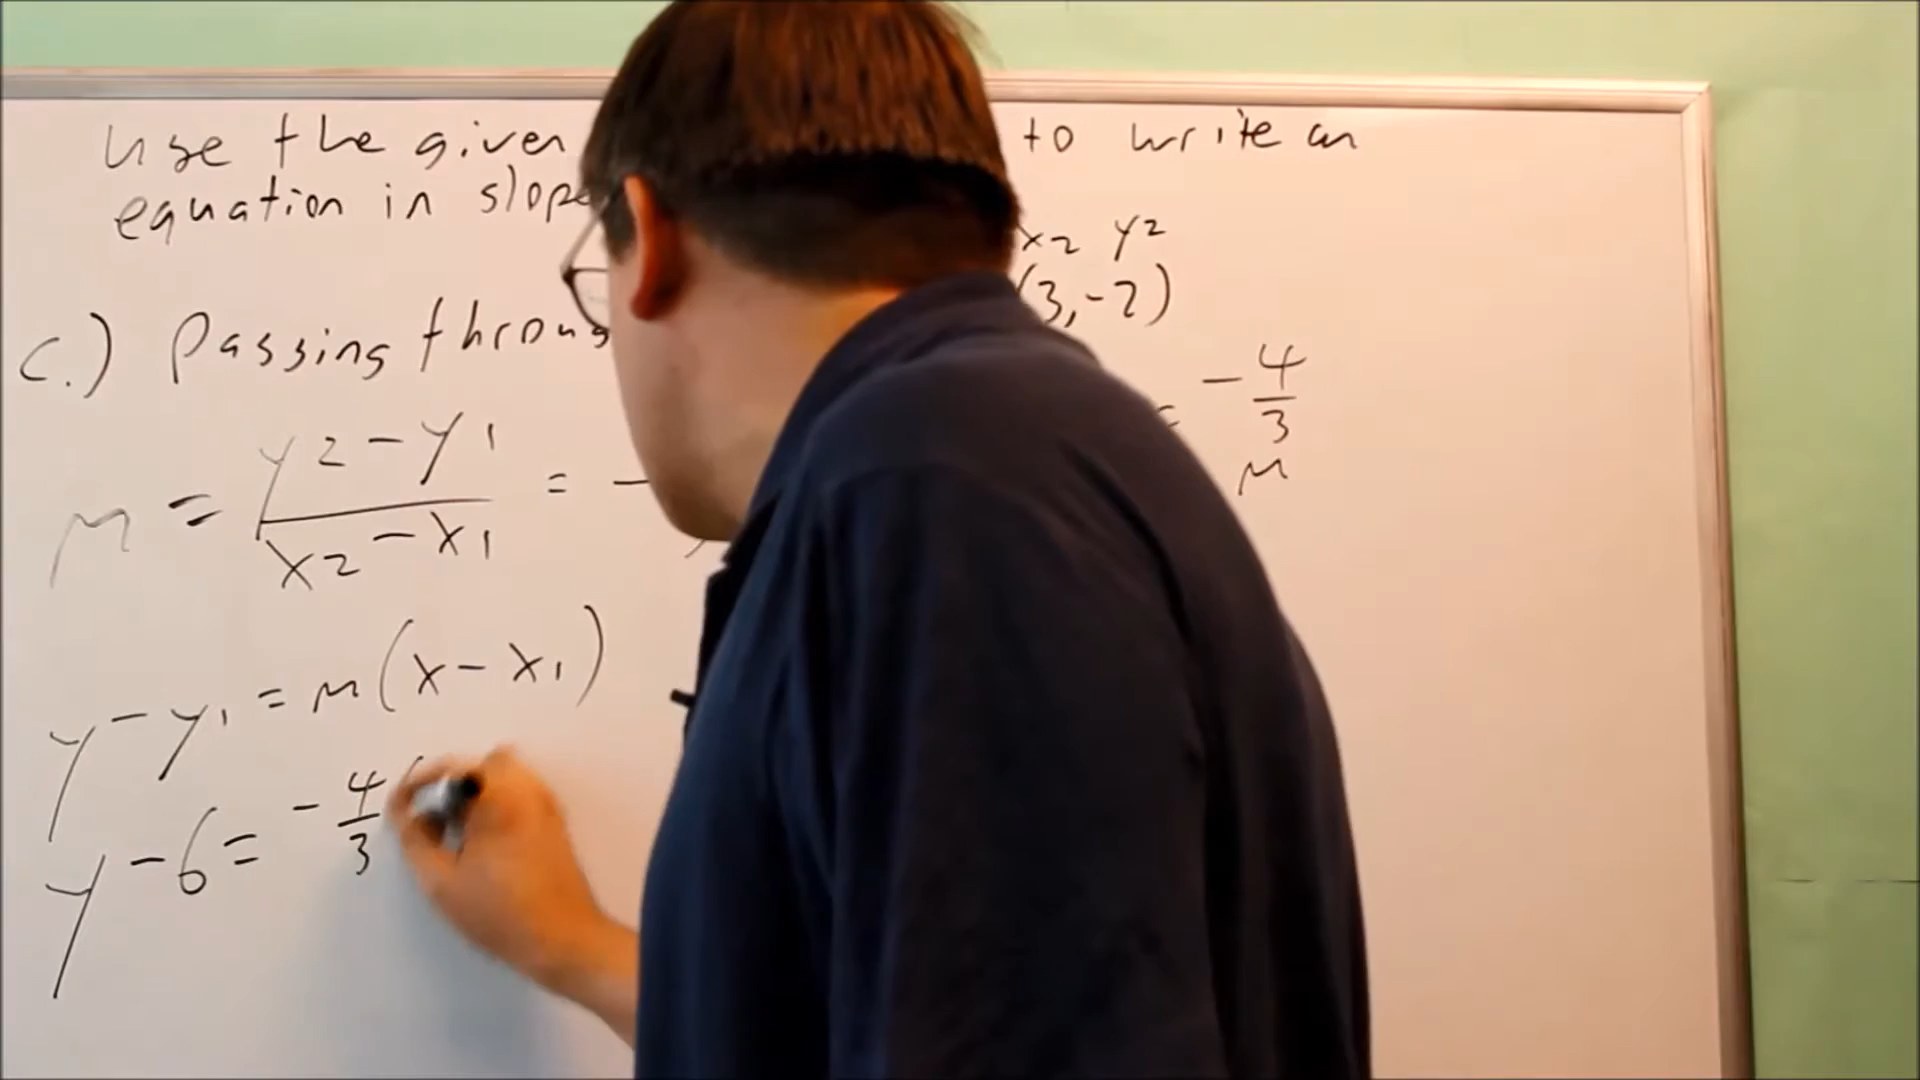 use the given to write an
equation in slope
x2 y2
c.) Passing throug (3,-2)
m = y2-y1/x2-x1 = - = -4/3
m
y-y1=m(x-x1)
y-6= -4/3(